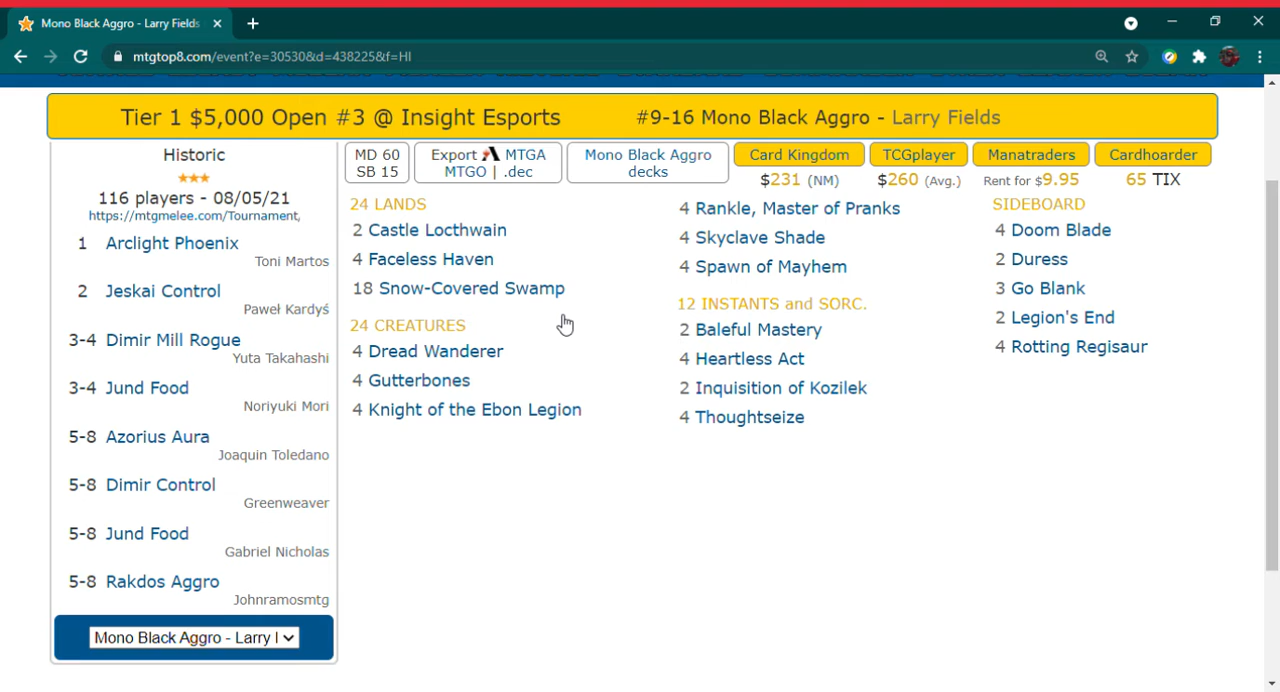 Mono Black Aggro - Larry Fields
mtgtop8.com/event?e=30530&d=438225&f=HI
Tier 1 $5,000 Open #3 @ Insight Esports
#9-16 Mono Black Aggro - Larry Fields
Historic
116 players - 08/05/21
https://mtgmelee.com/Tournament,
1 Arclight Phoenix
Toni Martos
2 Jeskai Control
Paweł Kardyś
3-4 Dimir Mill Rogue
Yuta Takahashi
3-4 Jund Food
Noriyuki Mori
5-8 Azorius Aura
Joaquin Toledano
5-8 Dimir Control
Greenweaver
5-8 Jund Food
Gabriel Nicholas
5-8 Rakdos Aggro
Johnramosmtg
Mono Black Aggro - Larry
MD 60
SB 15
Export MTGA
MTGO | .dec
Mono Black Aggro
decks
Card Kingdom
$231 (NM)
TCGplayer
$260 (Avg.)
Manatraders
Rent for $9.95
Cardhoarder
65 TIX
24 LANDS
2 Castle Locthwain
4 Faceless Haven
18 Snow-Covered Swamp
24 CREATURES
4 Dread Wanderer
4 Gutterbones
4 Knight of the Ebon Legion
4 Rankle, Master of Pranks
4 Skyclave Shade
4 Spawn of Mayhem
12 INSTANTS and SORC.
2 Baleful Mastery
4 Heartless Act
2 Inquisition of Kozilek
4 Thoughtseize
SIDEBOARD
4 Doom Blade
2 Duress
3 Go Blank
2 Legion's End
4 Rotting Regisaur